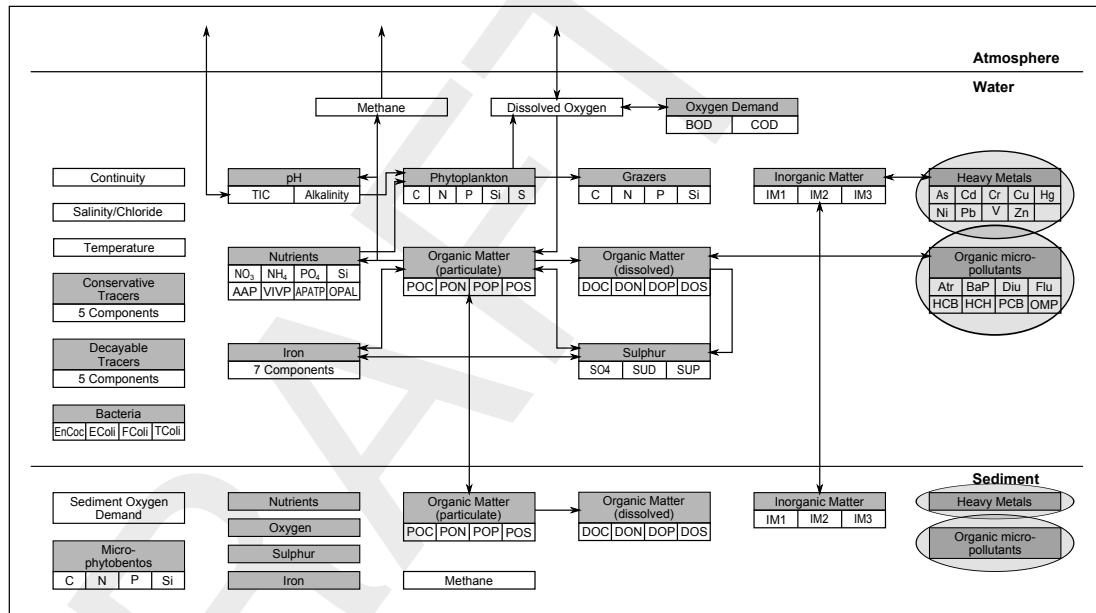 Atmosphere
Water
Methane
Dissolved Oxygen
Oxygen Demand
BOD COD
Continuity
pH
TIC Alkalinity
Phytoplankton
C N P Si S
Grazers
C N P Si
Inorganic Matter
IM1 IM2 IM3
Heavy Metals
As Cd Cr Cu Hg
Ni Pb V Zn
Salinity/Chloride
Temperature
Nutrients
NO₃ NH₄ PO₄ Si
AAP VIVP APATP OPAL
Organic Matter
(particulate)
POC PON POP POS
Organic Matter
(dissolved)
DOC DON DOP DOS
Organic micro-
pollutants
Atr BaP Diu Flu
HCB HCH PCB OMP
Conservative
Tracers
5 Components
Decayable
Tracers
5 Components
Iron
7 Components
Sulphur
SO4 SUD SUP
Bacteria
EnCoc EColi FColi TColi
Sediment
Sediment Oxygen
Demand
Nutrients
Oxygen
Sulphur
Iron
Organic Matter
(particulate)
POC PON POP POS
Organic Matter
(dissolved)
DOC DON DOP DOS
Inorganic Matter
IM1 IM2 IM3
Heavy Metals
Organic micro-
pollutants
Micro-
phytobentos
C N P Si
Methane
RAFT